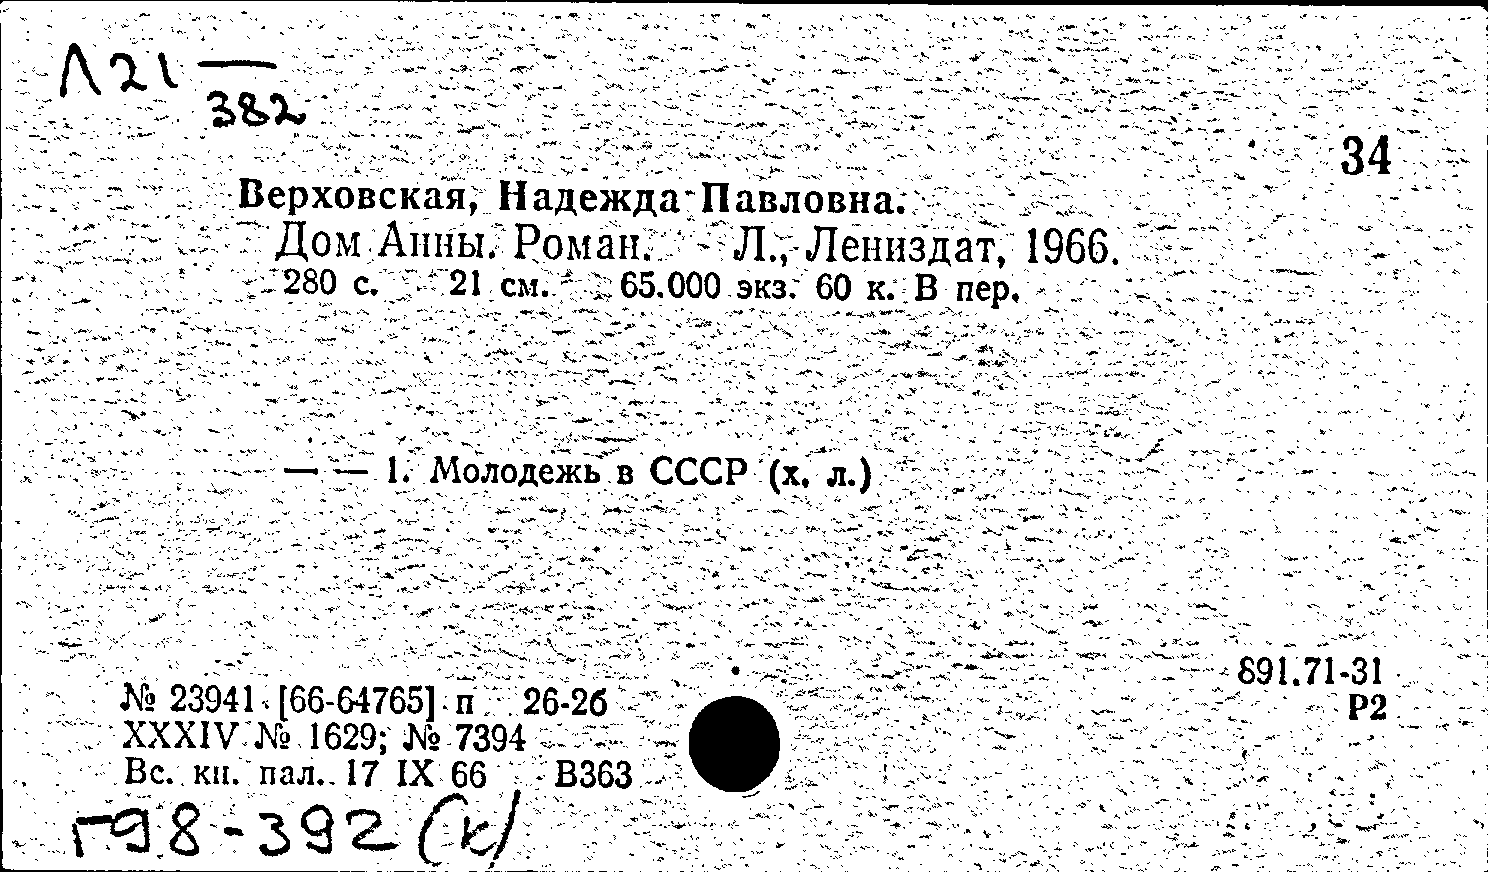 Л21 —
382
34
Верховская, Надежда Павловна.
Дом Анны. Роман. Л., Лениздат, 1966.
280 с. 21 см. 65.000 экз. 60 к. В пер.
— — 1. Молодежь в СССР (х. л.)
891.71-31
Р2
№ 23941 [66-64765] п 26-2б
XXXIV № 1629; № 7394
Вс. кн. пал. 17 IX 66 В363
г98-392 (к)